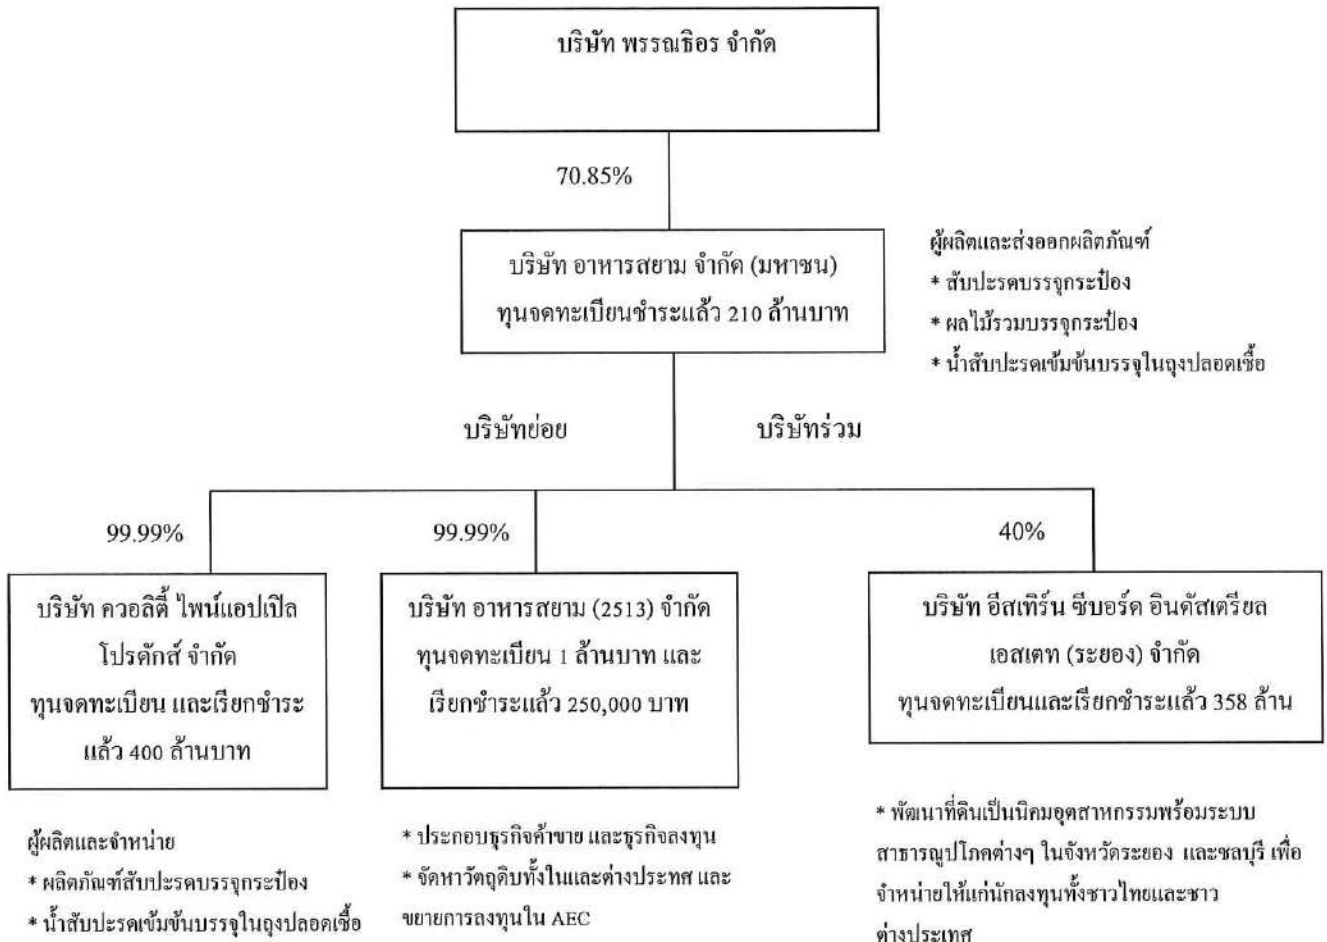 บริษัท พรรณธิอร จำกัด
70.85%
บริษัท อาหารสยาม จำกัด (มหาชน)
ทุนจดทะเบียนชำระแล้ว 210 ล้านบาท
ผู้ผลิตและส่งออกผลิตภัณฑ์
* สับปะรดบรรจุกระป๋อง
* ผลไม้รวมบรรจุกระป๋อง
* น้ำสับปะรดเข้มข้นบรรจุในถุงปลอดเชื้อ
บริษัทย่อย
บริษัทร่วม
99.99%
99.99%
40%
บริษัท ควอลิตี้ ไพน์แอปเปิล
โปรดักส์ จำกัด
ทุนจดทะเบียน และเรียกชำระ
แล้ว 400 ล้านบาท
บริษัท อาหารสยาม (2513) จำกัด
ทุนจดทะเบียน 1 ล้านบาท และ
เรียกชำระแล้ว 250,000 บาท
บริษัท อีสเทิร์น ซีบอร์ด อินดัสเตรียล
เอสเตท (ระยอง) จำกัด
ทุนจดทะเบียนและเรียกชำระแล้ว 358 ล้าน
ผู้ผลิตและจำหน่าย
* ผลิตภัณฑ์สับปะรดบรรจุกระป๋อง
* น้ำสับปะรดเข้มข้นบรรจุในถุงปลอดเชื้อ
* ประกอบธุรกิจค้าขาย และธุรกิจลงทุน
* จัดหาวัตถุดิบทั้งในและต่างประเทศ และ
ขยายการลงทุนใน AEC
* พัฒนาที่ดินเป็นนิคมอุตสาหกรรมพร้อมระบบ
สาธารณูปโภคต่างๆ ในจังหวัดระยอง และชลบุรี เพื่อ
จำหน่ายให้แก่นักลงทุนทั้งชาวไทยและชาว
ต่างประเทศ